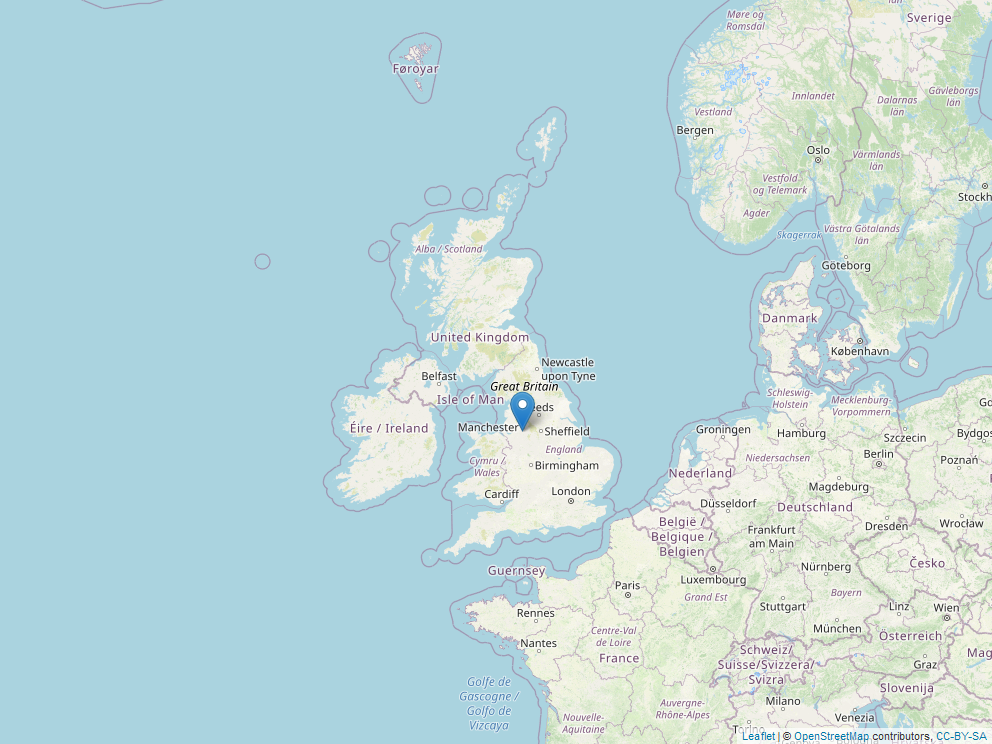 Møre og
Romsdal
Sverige
Føroyar
Innlandet
Dalarnas
län
Gävleborgs
län
Vestland
Bergen
Oslo
Värmlands
län
Vestfold-
og Telemark
Stockh
Agder
Skagerrak
Västra Götalands
län
Alba / Scotland
Göteborg
Danmark
United Kingdom
København
Newcastle
upon Tyne
Belfast
Great Britain
Isle of Man
eeds
Schleswig-
Holstein
Mecklenburg-
Vorpommern
Éire / Ireland
Manchester
Sheffield
Groningen
Hamburg
Szczecin
Bydgos
England
Cymru /
Wales
Birmingham
Niedersachsen
Berlin
Poznań
Nederland
Cardiff
London
Magdeburg
Düsseldorf
Deutschland
België /
Belgique /
Belgien
Frankfurt
am Main
Dresden
Wrocław
Guernsey
Luxembourg
Nürnberg
Česko
Paris
Grand Est
Bayern
Rennes
Stuttgart
Linz
Wien
Nantes
Centre-Val
de Loire
München
Österreich
France
Schweiz/
Suisse/Svizzera/
Svizra
Mag
Graz
Golfe de
Gascogne /
Golfo de
Vizcaya
Slovenija
Auvergne-
Rhône-Alpes
Milano
Nouvelle-
Aquitaine
Venezia
Leaflet | © OpenStreetMap contributors, CC-BY-SA